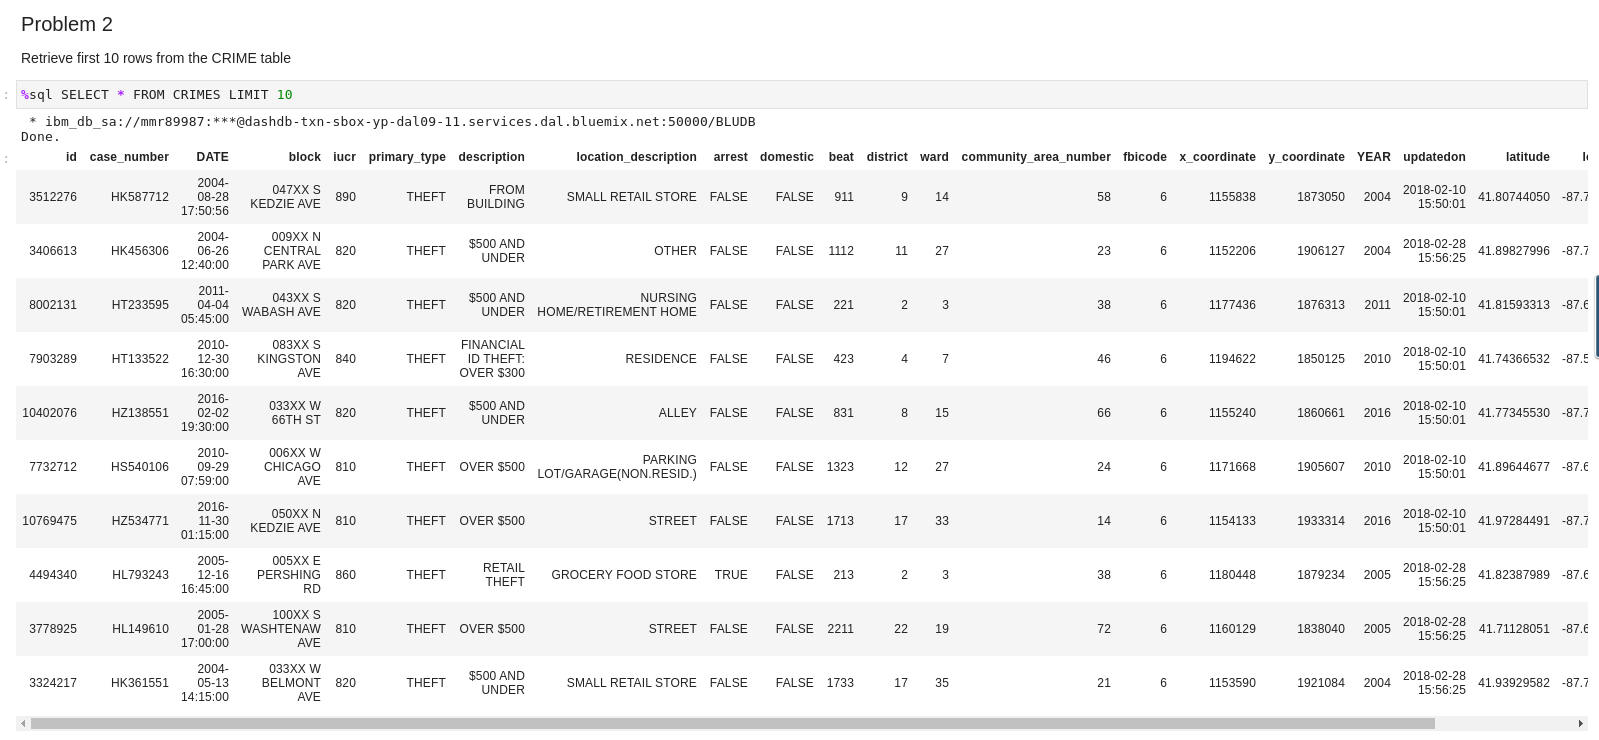 Problem 2
Retrieve first 10 rows from the CRIME table
: %sql SELECT * FROM CRIMES LIMIT 10
* ibm_db_sa://mmr89987:***@dashdb-txn-sbox-yp-dal09-11.services.dal.bluemix.net:50000/BLUDB
Done.
: id case_number DATE block iucr primary_type description location_description arrest domestic beat district ward community_area_number fbicode x_coordinate y_coordinate YEAR updatedon latitude
3512276 HK587712 2004-08-28 17:50:56 047XX S KEDZIE AVE 890 THEFT FROM BUILDING SMALL RETAIL STORE FALSE FALSE 911 9 14 58 6 1155838 1873050 2004 2018-02-10 15:50:01 41.80744050 -87.7
3406613 HK456306 2004-06-26 12:40:00 009XX N CENTRAL PARK AVE 820 THEFT $500 AND UNDER OTHER FALSE FALSE 1112 11 27 23 6 1152206 1906127 2004 2018-02-28 15:56:25 41.89827996 -87.7
8002131 HT233595 2011-04-04 05:45:00 043XX S WABASH AVE 820 THEFT $500 AND UNDER NURSING HOME/RETIREMENT HOME FALSE FALSE 221 2 3 38 6 1177436 1876313 2011 2018-02-10 15:50:01 41.81593313 -87.6
7903289 HT133522 2010-12-30 16:30:00 083XX S KINGSTON AVE 840 THEFT FINANCIAL ID THEFT: OVER $300 RESIDENCE FALSE FALSE 423 4 7 46 6 1194622 1850125 2010 2018-02-10 15:50:01 41.74366532 -87.5
10402076 HZ138551 2016-02-02 19:30:00 033XX W 66TH ST 820 THEFT $500 AND UNDER ALLEY FALSE FALSE 831 8 15 66 6 1155240 1860661 2016 2018-02-10 15:50:01 41.77345530 -87.7
7732712 HS540106 2010-09-29 07:59:00 006XX W CHICAGO AVE 810 THEFT OVER $500 PARKING LOT/GARAGE(NON.RESID.) FALSE FALSE 1323 12 27 24 6 1171668 1905607 2010 2018-02-10 15:50:01 41.89644677 -87.6
10769475 HZ534771 2016-11-30 01:15:00 050XX N KEDZIE AVE 810 THEFT OVER $500 STREET FALSE FALSE 1713 17 33 14 6 1154133 1933314 2016 2018-02-10 15:50:01 41.97284491 -87.7
4494340 HL793243 2005-12-16 16:45:00 005XX E PERSHING RD 860 THEFT RETAIL THEFT GROCERY FOOD STORE TRUE FALSE 213 2 3 38 6 1180448 1879234 2005 2018-02-28 15:56:25 41.82387989 -87.6
3778925 HL149610 2005-01-28 17:00:00 100XX S WASHTENAW AVE 810 THEFT OVER $500 STREET FALSE FALSE 2211 22 19 72 6 1160129 1838040 2005 2018-02-28 15:56:25 41.71128051 -87.6
3324217 HK361551 2004-05-13 14:15:00 033XX W BELMONT AVE 820 THEFT $500 AND UNDER SMALL RETAIL STORE FALSE FALSE 1733 17 35 21 6 1153590 1921084 2004 2018-02-28 15:56:25 41.93929582 -87.7